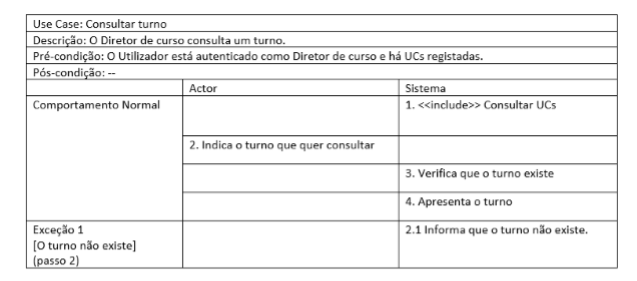 Use Case: Consultar turno
Descrição: O Diretor de curso consulta um turno.
Pré-condição: O Utilizador está autenticado como Diretor de curso e há UCs registadas.
Pós-condição: --
Actor Sistema
Comportamento Normal 1. <<include>> Consultar UCs
2. Indica o turno que quer consultar
3. Verifica que o turno existe
4. Apresenta o turno
Exceção 1 2.1 Informa que o turno não existe.
[O turno não existe]
(passo 2)